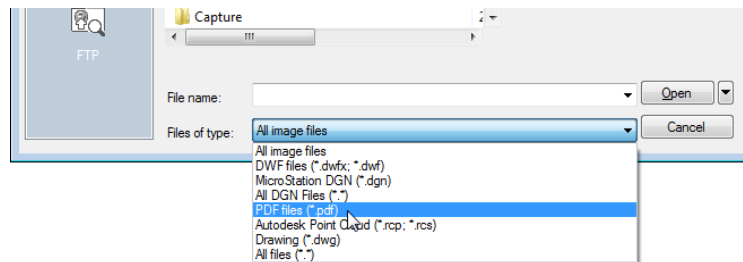 Capture
FTP
File name:
Open
Files of type: All image files
Cancel
All image files
DWF files (*.dwfx; *.dwf)
MicroStation DGN (*.dgn)
All DGN Files (*.*)
PDF files (*.pdf)
Autodesk Point Cloud (*.rcp; *.rcs)
Drawing (*.dwg)
All files (*.*)